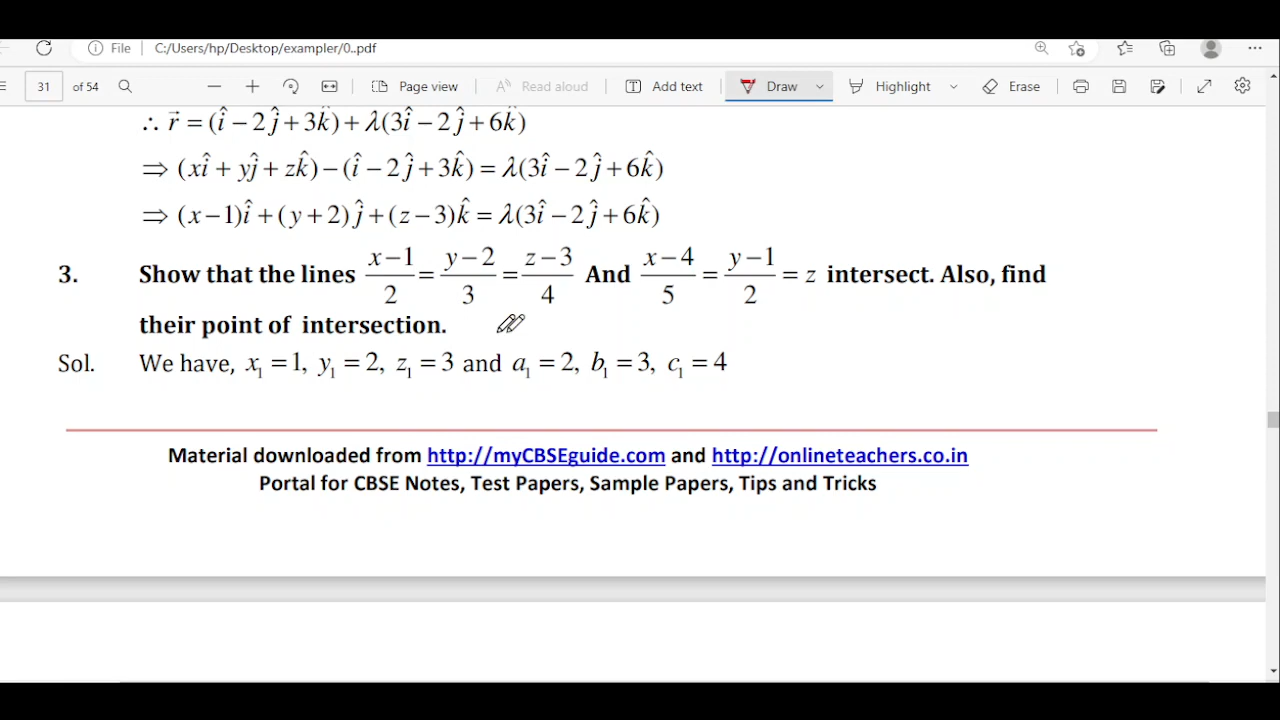 File | C:/Users/hp/Desktop/exampler/0..pdf
31 of 54 Page view Read aloud Add text Draw Highlight Erase
∴ r⃗ = (î − 2ĵ + 3k̂) + λ(3î − 2ĵ + 6k̂)
⇒ (xî + yĵ + zk̂) − (î − 2ĵ + 3k̂) = λ(3î − 2ĵ + 6k̂)
⇒ (x − 1)î + (y + 2)ĵ + (z − 3)k̂ = λ(3î − 2ĵ + 6k̂)
3. Show that the lines (x − 1)/2 = (y − 2)/3 = (z − 3)/4 And (x − 4)/5 = (y − 1)/2 = z intersect. Also, find
their point of intersection.
Sol. We have, x₁ = 1, y₁ = 2, z₁ = 3 and a₁ = 2, b₁ = 3, c₁ = 4
Material downloaded from http://myCBSEguide.com and http://onlineteachers.co.in
Portal for CBSE Notes, Test Papers, Sample Papers, Tips and Tricks